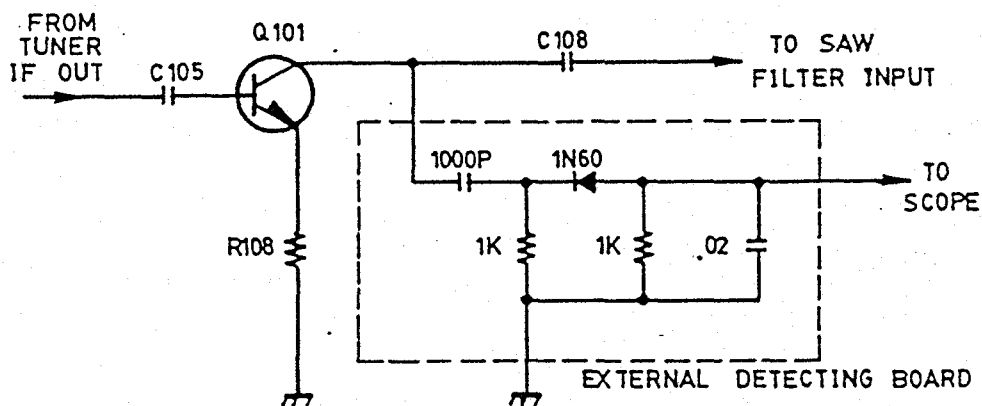 FROM
TUNER
IF OUT
C105
Q101
C108
TO SAW
FILTER INPUT
1000P
1N60
TO
SCOPE
R108
1K
1K
.02
EXTERNAL DETECTING BOARD